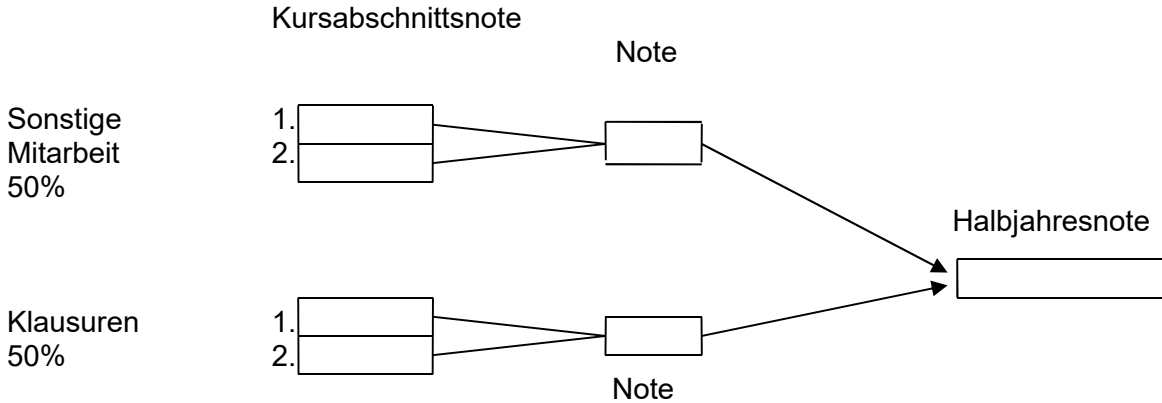 Kursabschnittsnote
Note
Sonstige
Mitarbeit
50%
1.
2.
Halbjahresnote
Klausuren
50%
1.
2.
Note